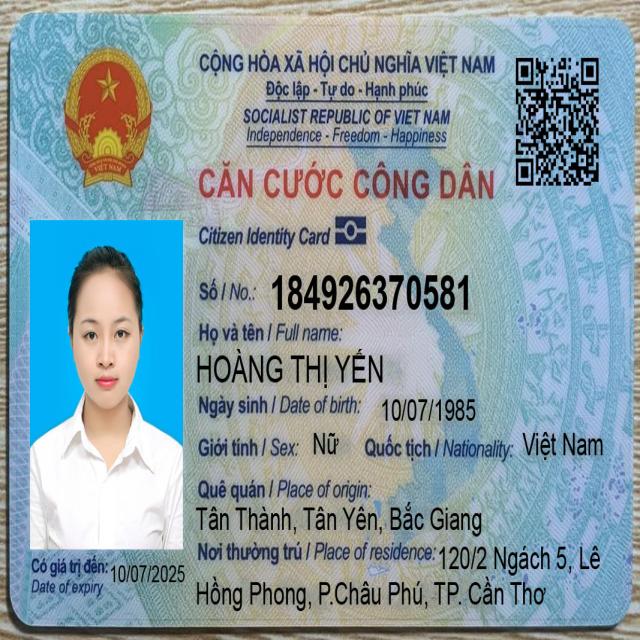 CỘNG HÒA XÃ HỘI CHỦ NGHĨA VIỆT NAM
Độc lập - Tự do - Hạnh phúc
SOCIALIST REPUBLIC OF VIET NAM
Independence - Freedom - Happiness
CĂN CƯỚC CÔNG DÂN
Citizen Identity Card
Số / No.: 184926370581
Họ và tên / Full name:
HOÀNG THỊ YẾN
Ngày sinh / Date of birth: 10/07/1985
Giới tính / Sex: Nữ Quốc tịch / Nationality: Việt Nam
Quê quán / Place of origin:
Tân Thành, Tân Yên, Bắc Giang
Nơi thường trú / Place of residence: 120/2 Ngách 5, Lê
Hồng Phong, P.Châu Phú, TP. Cần Thơ
Có giá trị đến: 10/07/2025
Date of expiry
VIỆT NAM